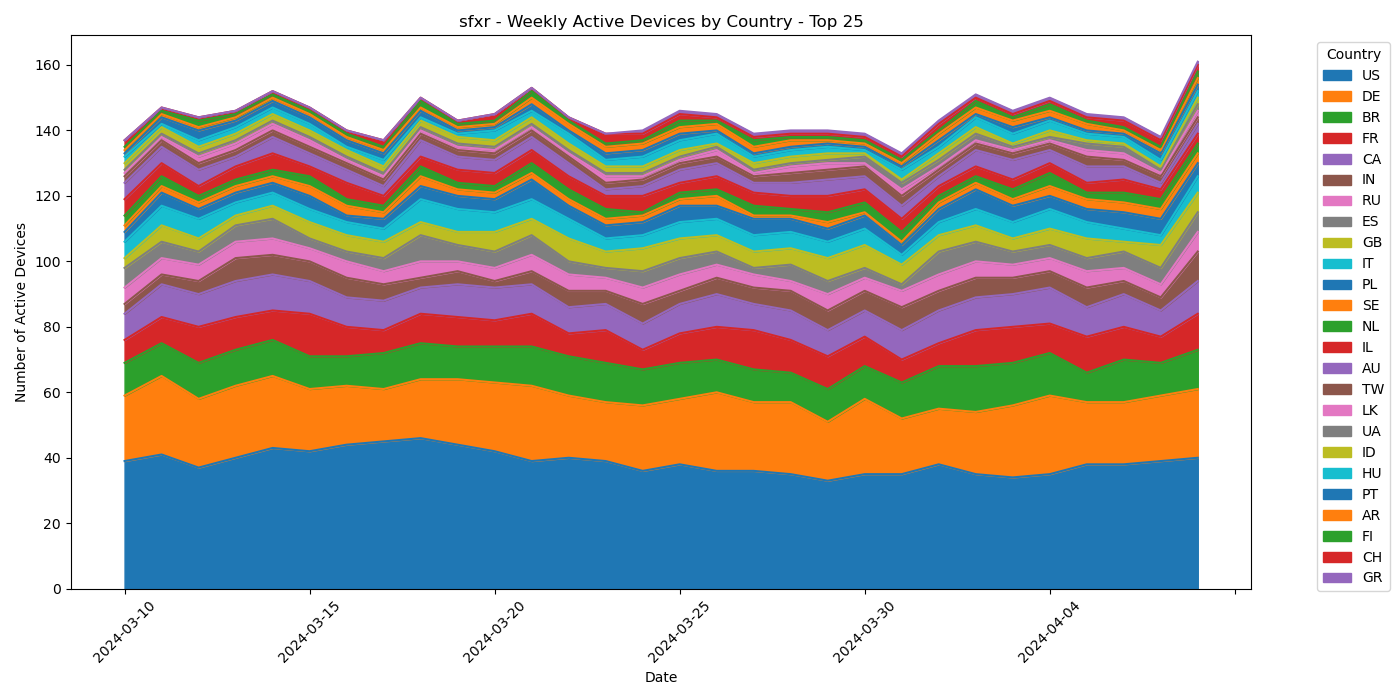 sfxr - Weekly Active Devices by Country - Top 25
160
140
120
100
80
60
40
20
0
Number of Active Devices
2024-03-10
2024-03-15
2024-03-20
2024-03-25
2024-03-30
2024-04-04
Date
Country
US
DE
BR
FR
CA
IN
RU
ES
GB
IT
PL
SE
NL
IL
AU
TW
LK
UA
ID
HU
PT
AR
FI
CH
GR